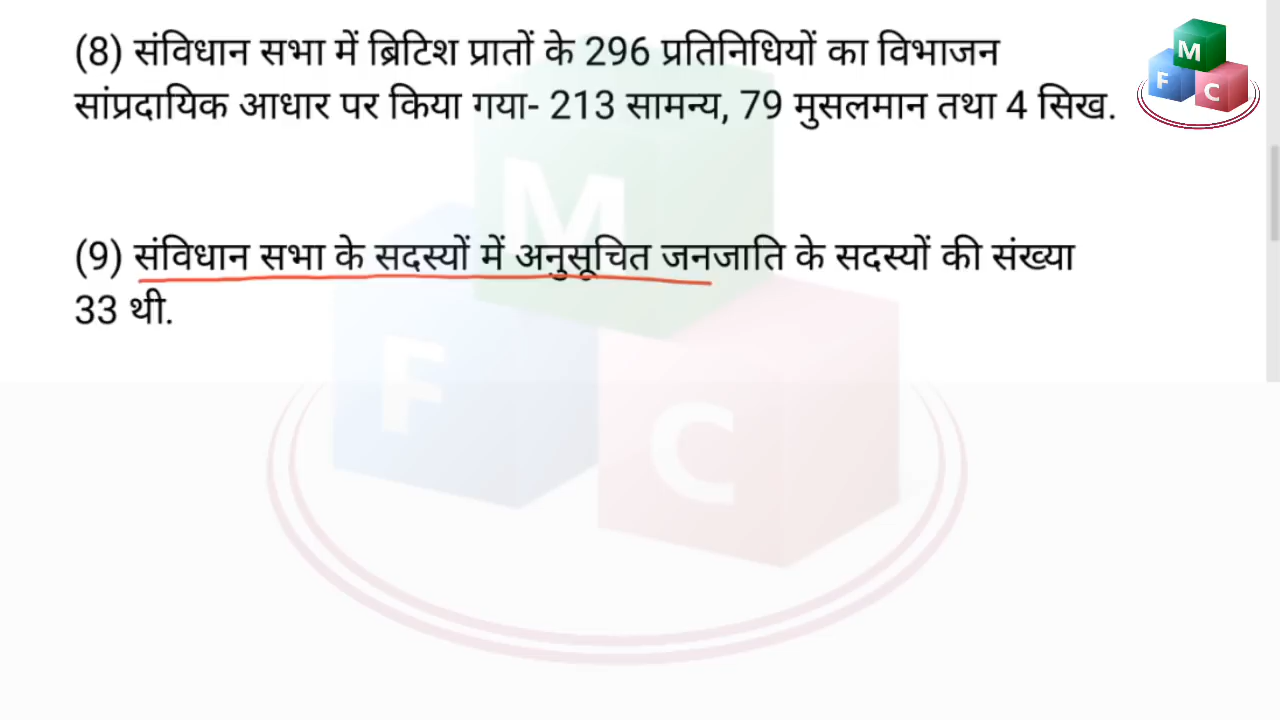 (8) संविधान सभा में ब्रिटिश प्रातों के 296 प्रतिनिधियों का विभाजन
सांप्रदायिक आधार पर किया गया- 213 सामन्य, 79 मुसलमान तथा 4 सिख.
(9) संविधान सभा के सदस्यों में अनुसूचित जनजाति के सदस्यों की संख्या
33 थी.
M
F C
M
F
C